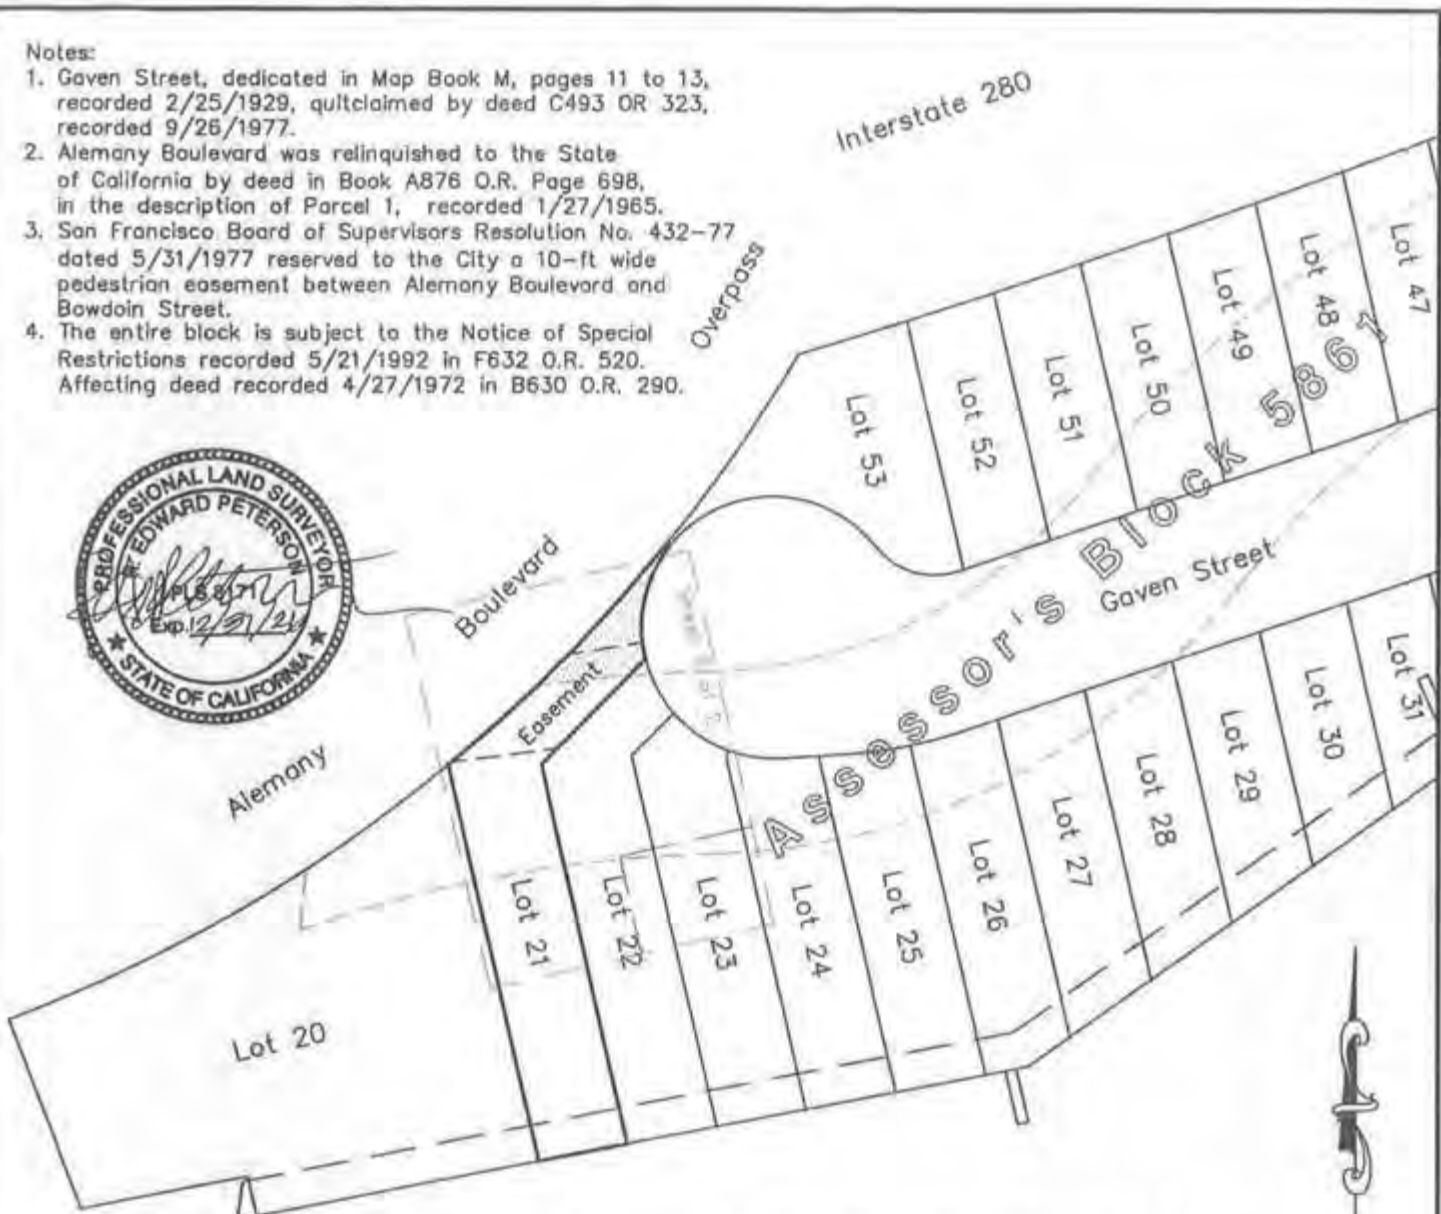 Notes:
1. Gaven Street, dedicated in Map Book M, pages 11 to 13,
recorded 2/25/1929, quitclaimed by deed C493 OR 323,
recorded 9/26/1977.
2. Alemany Boulevard was relinquished to the State
of California by deed in Book A876 O.R. Page 698,
in the description of Parcel 1, recorded 1/27/1965.
3. San Francisco Board of Supervisors Resolution No. 432-77
dated 5/31/1977 reserved to the City a 10-ft wide
pedestrian easement between Alemany Boulevard and
Bowdoin Street.
4. The entire block is subject to the Notice of Special
Restrictions recorded 5/21/1992 in F632 O.R. 520.
Affecting deed recorded 4/27/1972 in B630 O.R. 290.
Interstate 280
Overpass
Lot 53
Lot 52
Lot 51
Lot 50
Lot 49
Lot 48
Lot 47
Assessor's Block 5861
Gaven Street
PROFESSIONAL LAND SURVEYOR
EDWARD PETERSON
PLS 8171
Exp.
STATE OF CALIFORNIA
Alemany
Boulevard
Easement
Lot 20
Lot 21
Lot 22
Lot 23
Lot 24
Lot 25
Lot 26
Lot 27
Lot 28
Lot 29
Lot 30
Lot 31